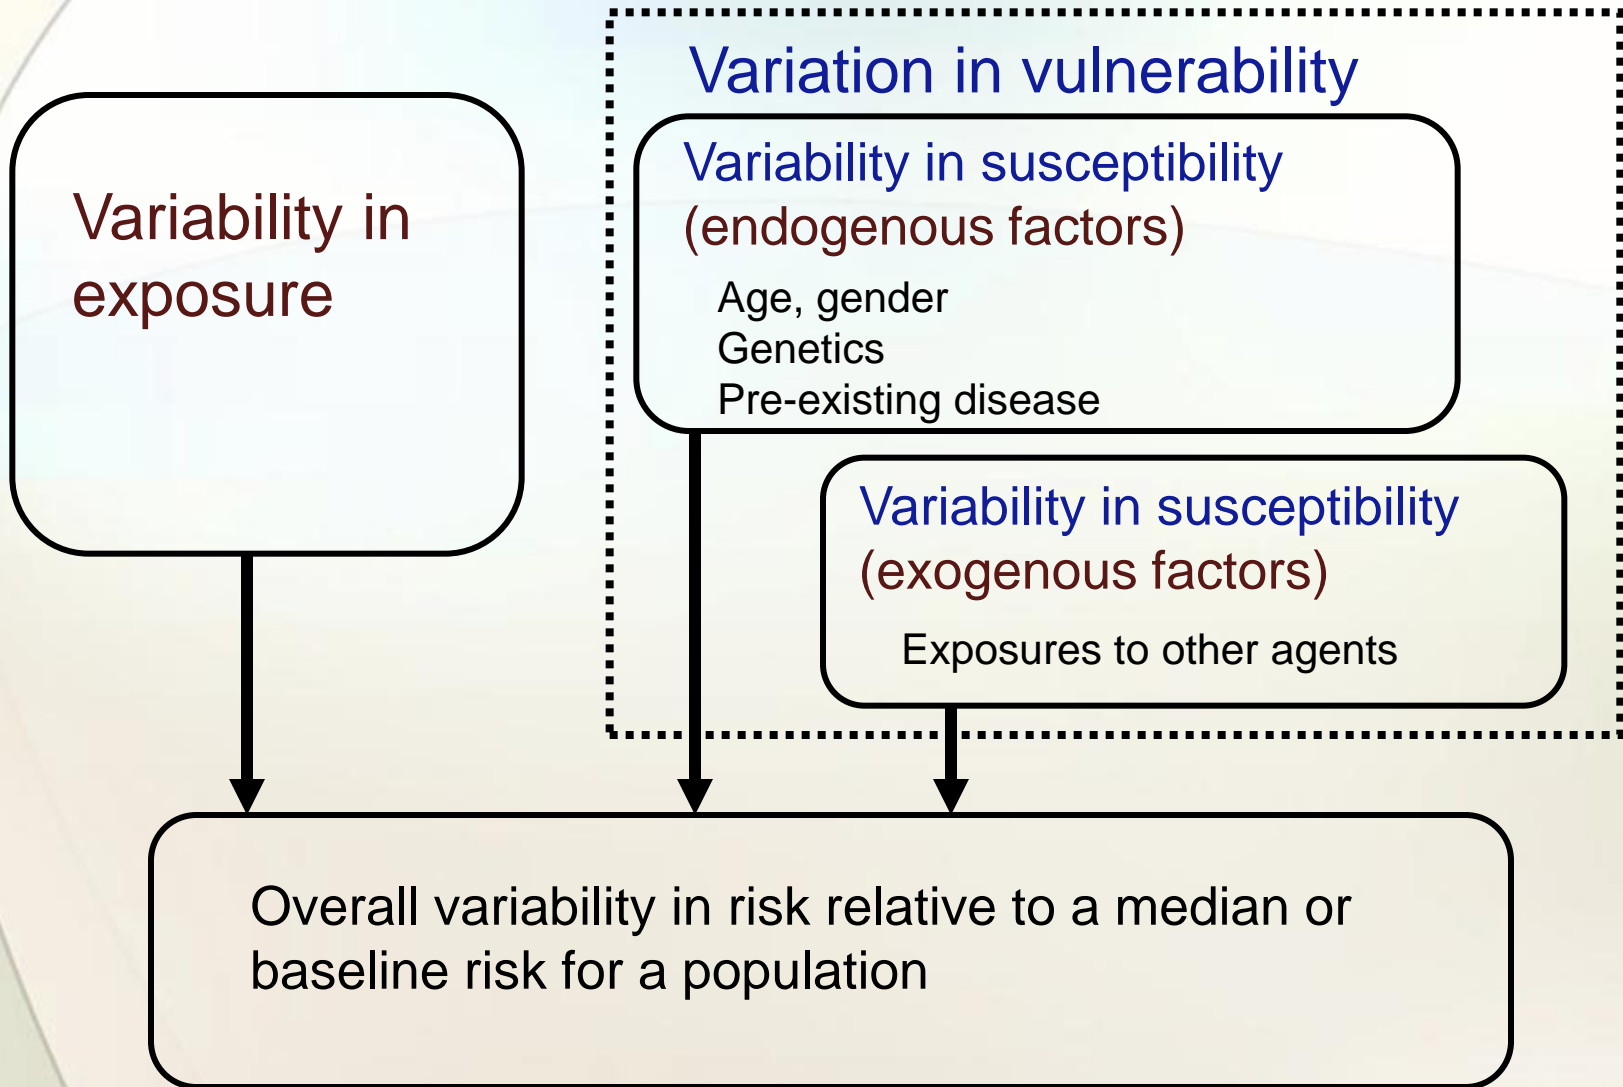 Variation in vulnerability
Variability in
exposure
Variability in susceptibility
(endogenous factors)
Age, gender
Genetics
Pre-existing disease
Variability in susceptibility
(exogenous factors)
Exposures to other agents
Overall variability in risk relative to a median or
baseline risk for a population